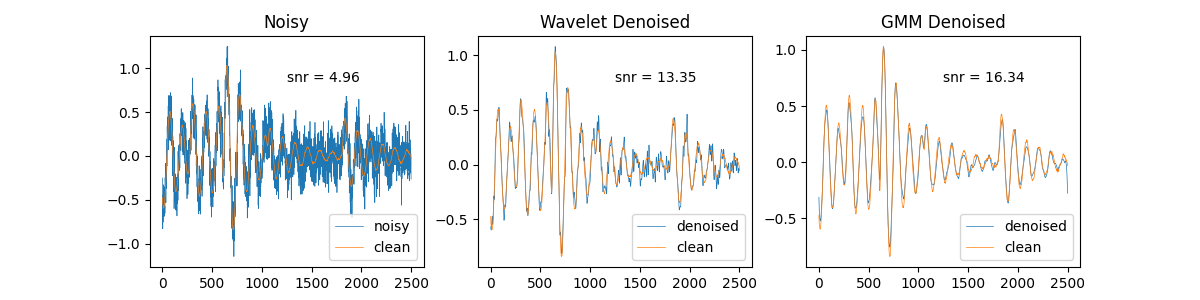 Noisy
snr = 4.96
1.0
0.5
0.0
−0.5
−1.0
noisy
clean
0 500 1000 1500 2000 2500
Wavelet Denoised
snr = 13.35
1.0
0.5
0.0
−0.5
denoised
clean
0 500 1000 1500 2000 2500
GMM Denoised
snr = 16.34
1.0
0.5
0.0
−0.5
denoised
clean
0 500 1000 1500 2000 2500